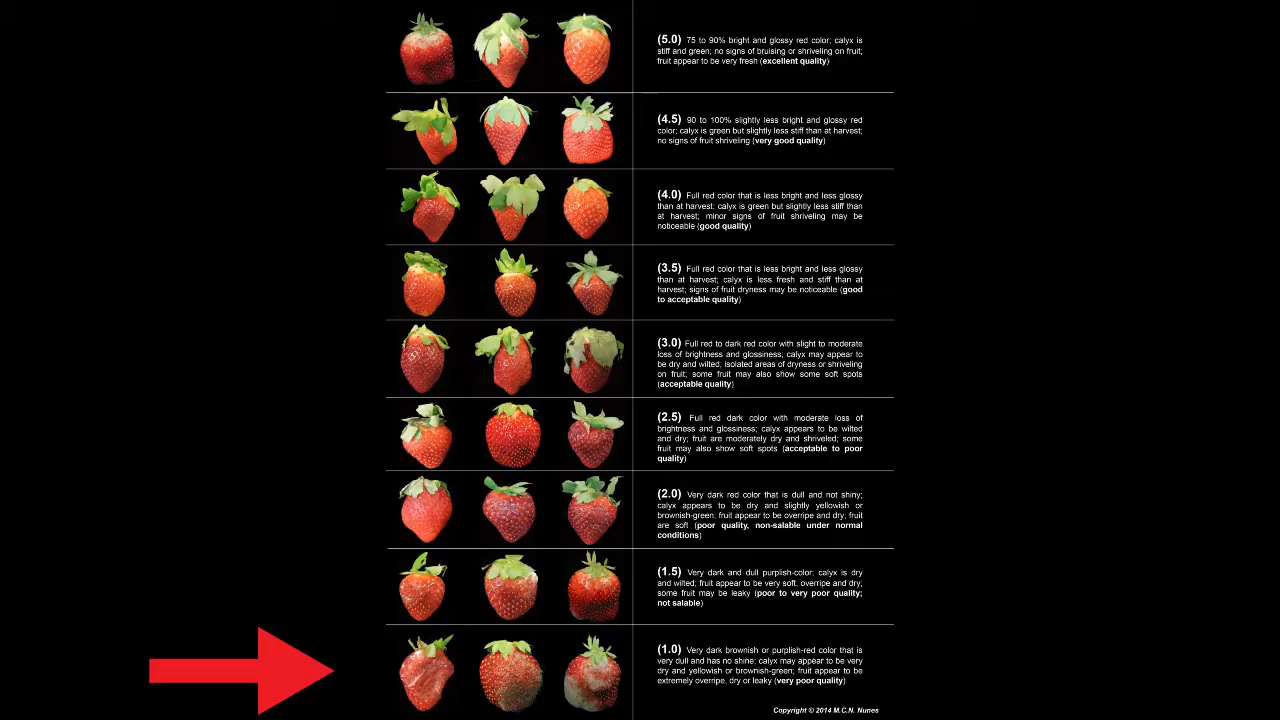 (5.0) 75 to 90% bright and glossy red color; calyx is
stiff and green; no signs of bruising or shriveling on fruit;
fruit appear to be very fresh (excellent quality)
(4.5) 90 to 100% slightly less bright and glossy red
color; calyx is green but slightly less stiff than at harvest;
no signs of fruit shriveling (very good quality)
(4.0) Full red color that is less bright and less glossy
than at harvest; calyx is green but slightly less stiff than
at harvest; minor signs of fruit shriveling may be
noticeable (good quality)
(3.5) Full red color that is less bright and less glossy
than at harvest; calyx is less fresh and stiff than at
harvest; signs of fruit dryness may be noticeable (good
to acceptable quality)
(3.0) Full red to dark red color with slight to moderate
loss of brightness and glossiness; calyx may appear to
be dry and wilted; isolated areas of dryness or shriveling
on fruit; some fruit may also show some soft spots
(acceptable quality)
(2.5) Full red dark color with moderate loss of
brightness and glossiness; calyx appears to be wilted
and dry; fruit are moderately dry and shriveled; some
fruit may also show soft spots (acceptable to poor
quality)
(2.0) Very dark red color that is dull and not shiny;
calyx appears to be dry and slightly yellowish or
brownish-green; fruit appear to be overripe and dry; fruit
are soft (poor quality, non-salable under normal
conditions)
(1.5) Very dark and dull purplish-color; calyx is dry
and wilted; fruit appear to be very soft, overripe and dry;
some fruit may be leaky (poor to very poor quality;
not salable)
(1.0) Very dark brownish or purplish-red color that is
very dull and has no shine; calyx may appear to be very
dry and yellowish or brownish-green; fruit appear to be
extremely overripe, dry or leaky (very poor quality)
Copyright © 2014 M.C.N. Nunes